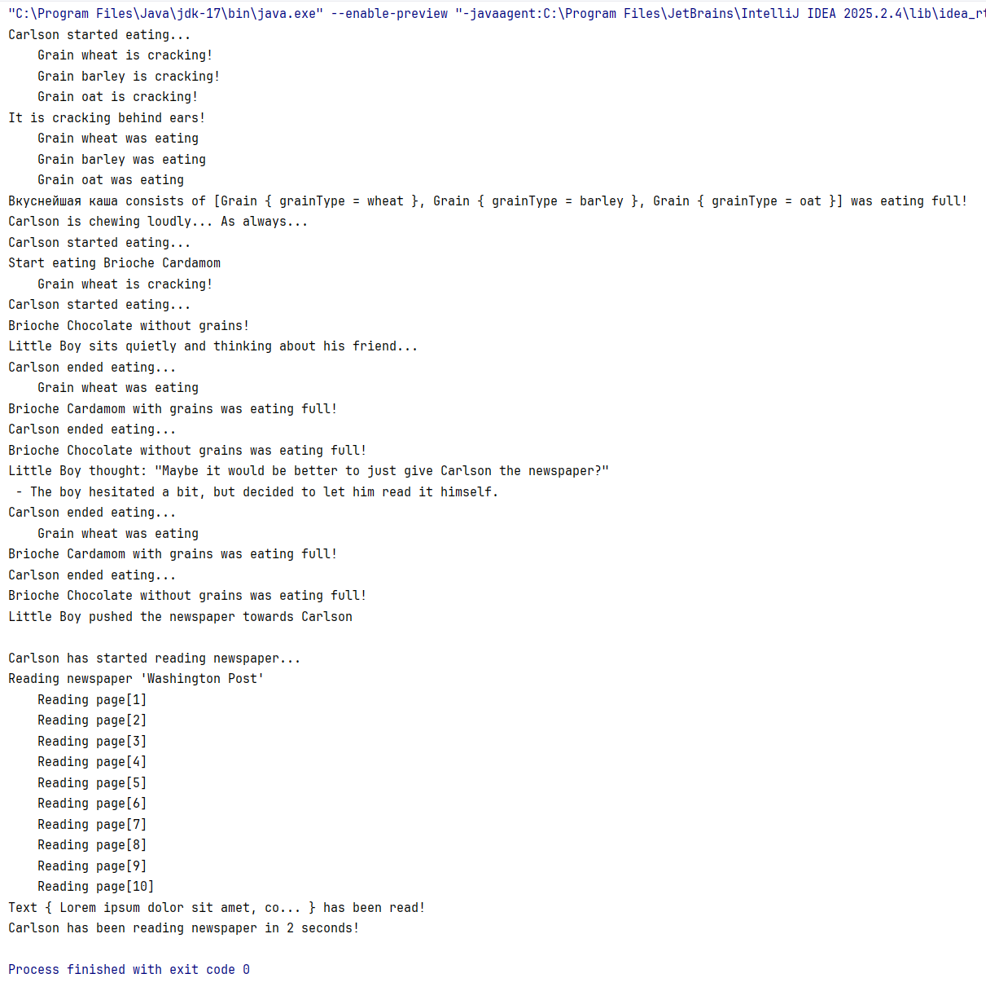 "C:\Program Files\Java\jdk-17\bin\java.exe" --enable-preview "-javaagent:C:\Program Files\JetBrains\IntelliJ IDEA 2025.2.4\lib\idea_rt
Carlson started eating...
    Grain wheat is cracking!
    Grain barley is cracking!
    Grain oat is cracking!
It is cracking behind ears!
    Grain wheat was eating
    Grain barley was eating
    Grain oat was eating
Вкуснейшая каша consists of [Grain { grainType = wheat }, Grain { grainType = barley }, Grain { grainType = oat }] was eating full!
Carlson is chewing loudly... As always...
Carlson started eating...
Start eating Brioche Cardamom
    Grain wheat is cracking!
Carlson started eating...
Brioche Chocolate without grains!
Little Boy sits quietly and thinking about his friend...
Carlson ended eating...
    Grain wheat was eating
Brioche Cardamom with grains was eating full!
Carlson ended eating...
Brioche Chocolate without grains was eating full!
Little Boy thought: "Maybe it would be better to just give Carlson the newspaper?"
 - The boy hesitated a bit, but decided to let him read it himself.
Carlson ended eating...
    Grain wheat was eating
Brioche Cardamom with grains was eating full!
Carlson ended eating...
Brioche Chocolate without grains was eating full!
Little Boy pushed the newspaper towards Carlson

Carlson has started reading newspaper...
Reading newspaper 'Washington Post'
    Reading page[1]
    Reading page[2]
    Reading page[3]
    Reading page[4]
    Reading page[5]
    Reading page[6]
    Reading page[7]
    Reading page[8]
    Reading page[9]
    Reading page[10]
Text { Lorem ipsum dolor sit amet, co... } has been read!
Carlson has been reading newspaper in 2 seconds!

Process finished with exit code 0